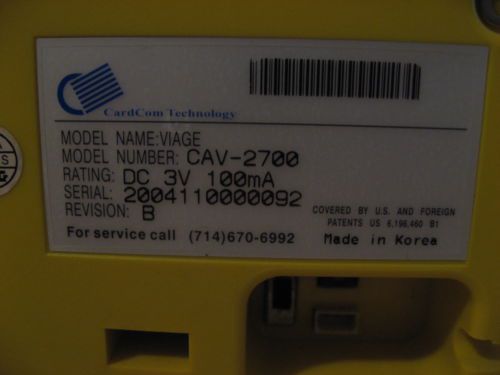 CardCom Technology
MODEL NAME:VIAGE
MODEL NUMBER: CAV-2700
RATING: DC 3V 100mA
SERIAL: 2004110000092
REVISION: B
COVERED BY U.S. AND FOREIGN
PATENTS US 6,196,460 B1
For service call (714)670-6992
Made in Korea